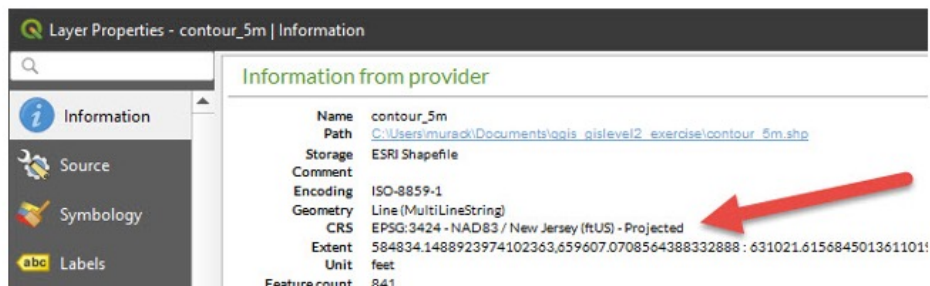 Layer Properties - contour_5m | Information
Information from provider
Information
Source
Symbology
abc Labels
Name contour_5m
Path C:\Users\murack\Documents\qgis_gislevel2_exercise\contour_5m.shp
Storage ESRI Shapefile
Comment
Encoding ISO-8859-1
Geometry Line (MultiLineString)
CRS EPSG:3424 - NAD83 / New Jersey (ftUS) - Projected
Extent 584834.1488923974102363,659607.0708564388332888 : 631021.6156845013611019
Unit feet
Feature count 841